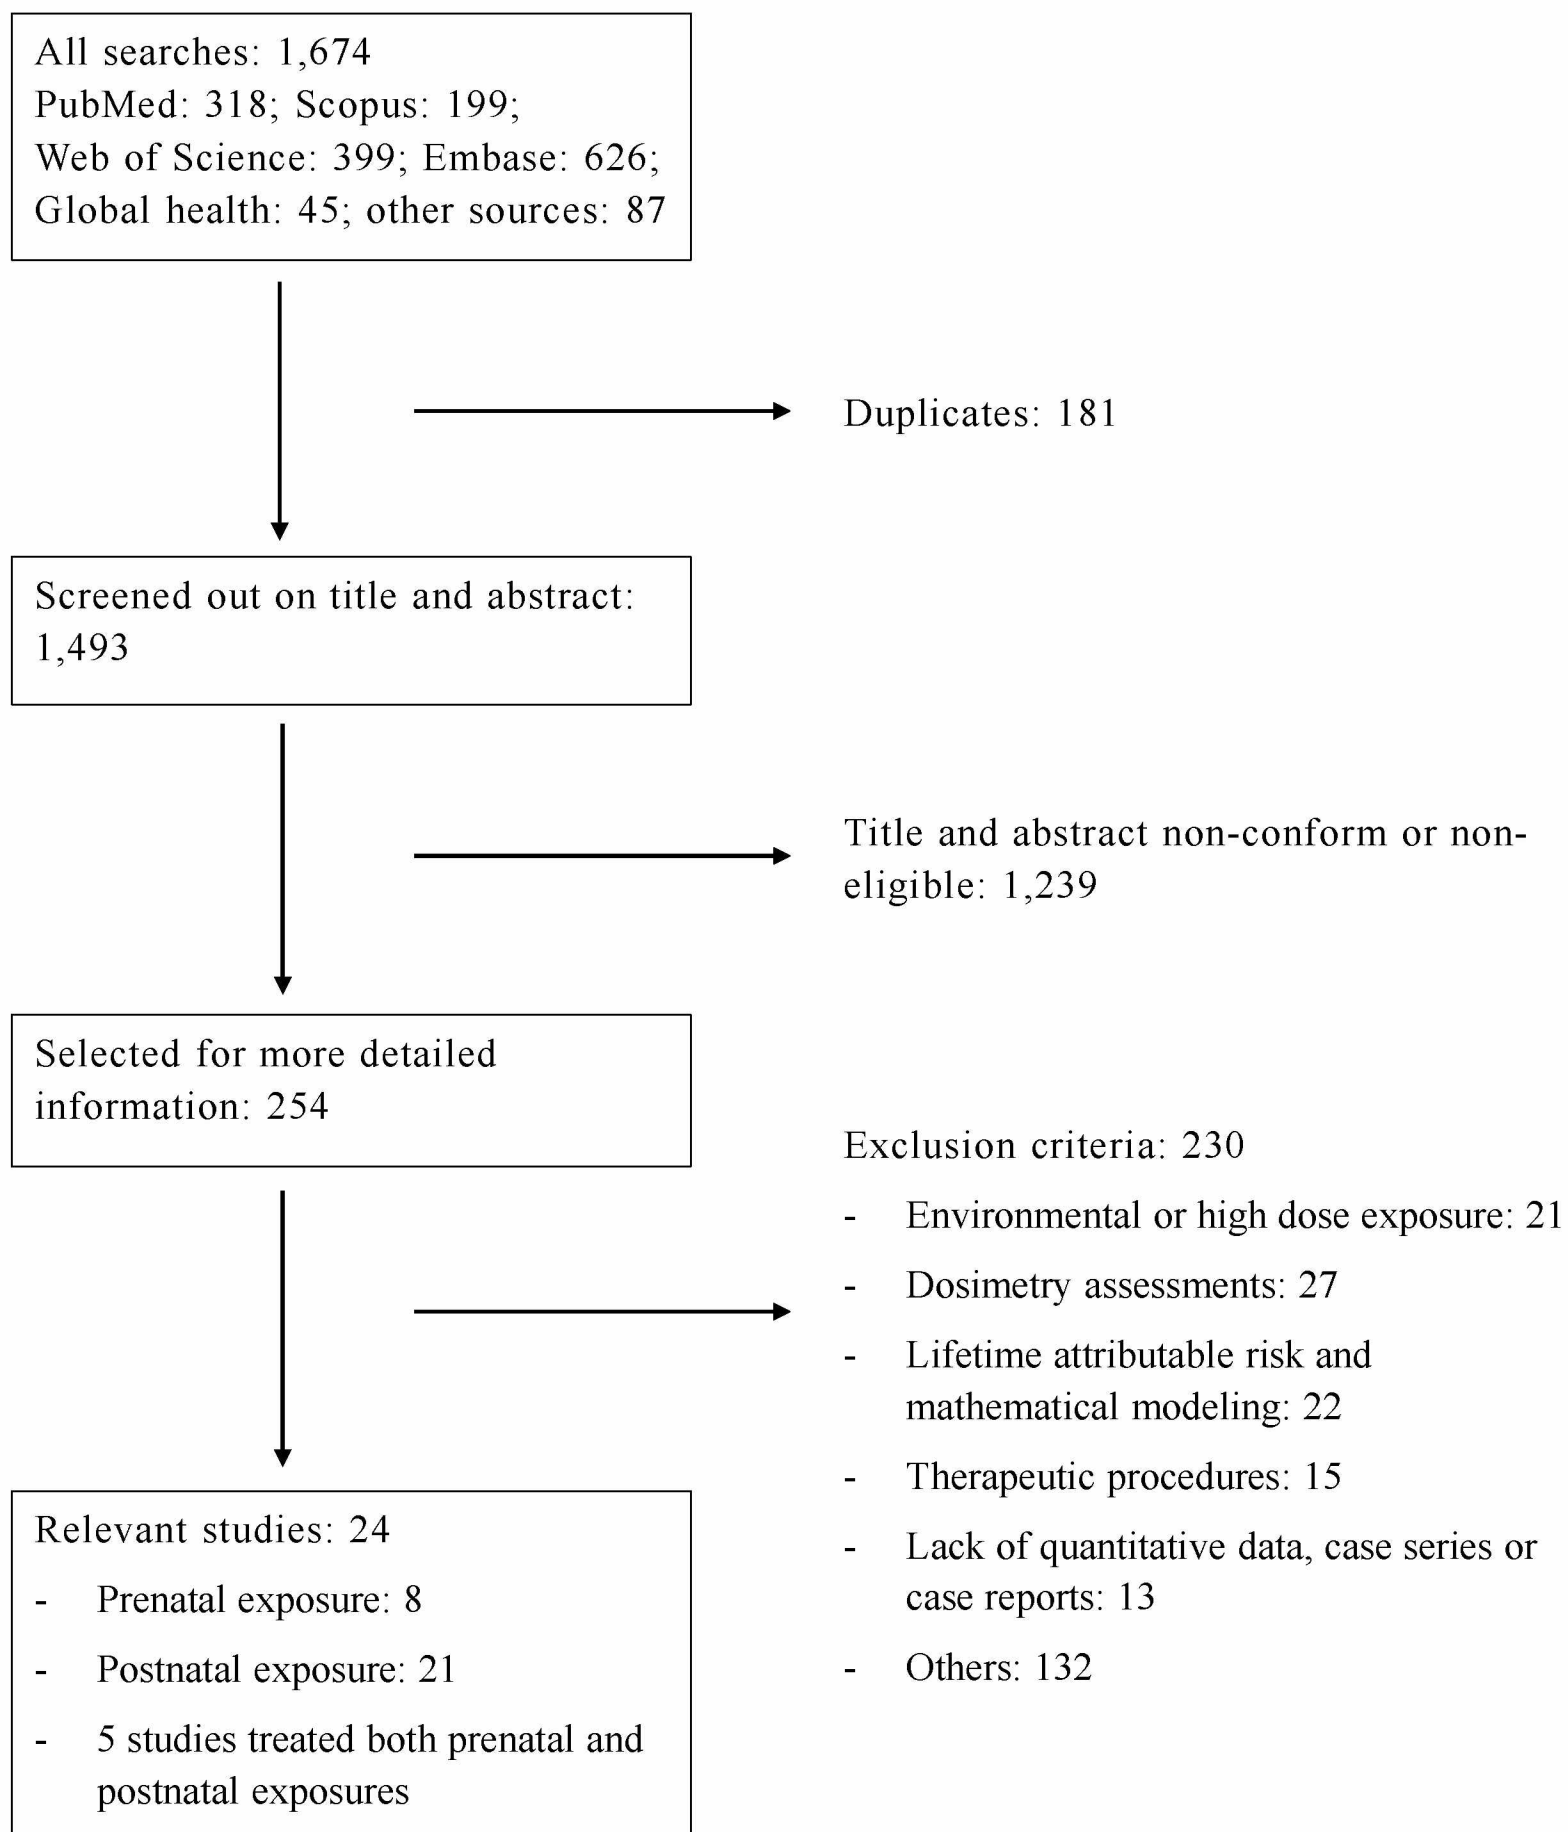 All searches: 1,674
PubMed: 318; Scopus: 199;
Web of Science: 399; Embase: 626;
Global health: 45; other sources: 87
Duplicates: 181
Screened out on title and abstract:
1,493
Title and abstract non-conform or non-
eligible: 1,239
Selected for more detailed
information: 254
Exclusion criteria: 230
- Environmental or high dose exposure: 21
- Dosimetry assessments: 27
- Lifetime attributable risk and
mathematical modeling: 22
- Therapeutic procedures: 15
- Lack of quantitative data, case series or
case reports: 13
- Others: 132
Relevant studies: 24
- Prenatal exposure: 8
- Postnatal exposure: 21
- 5 studies treated both prenatal and
postnatal exposures